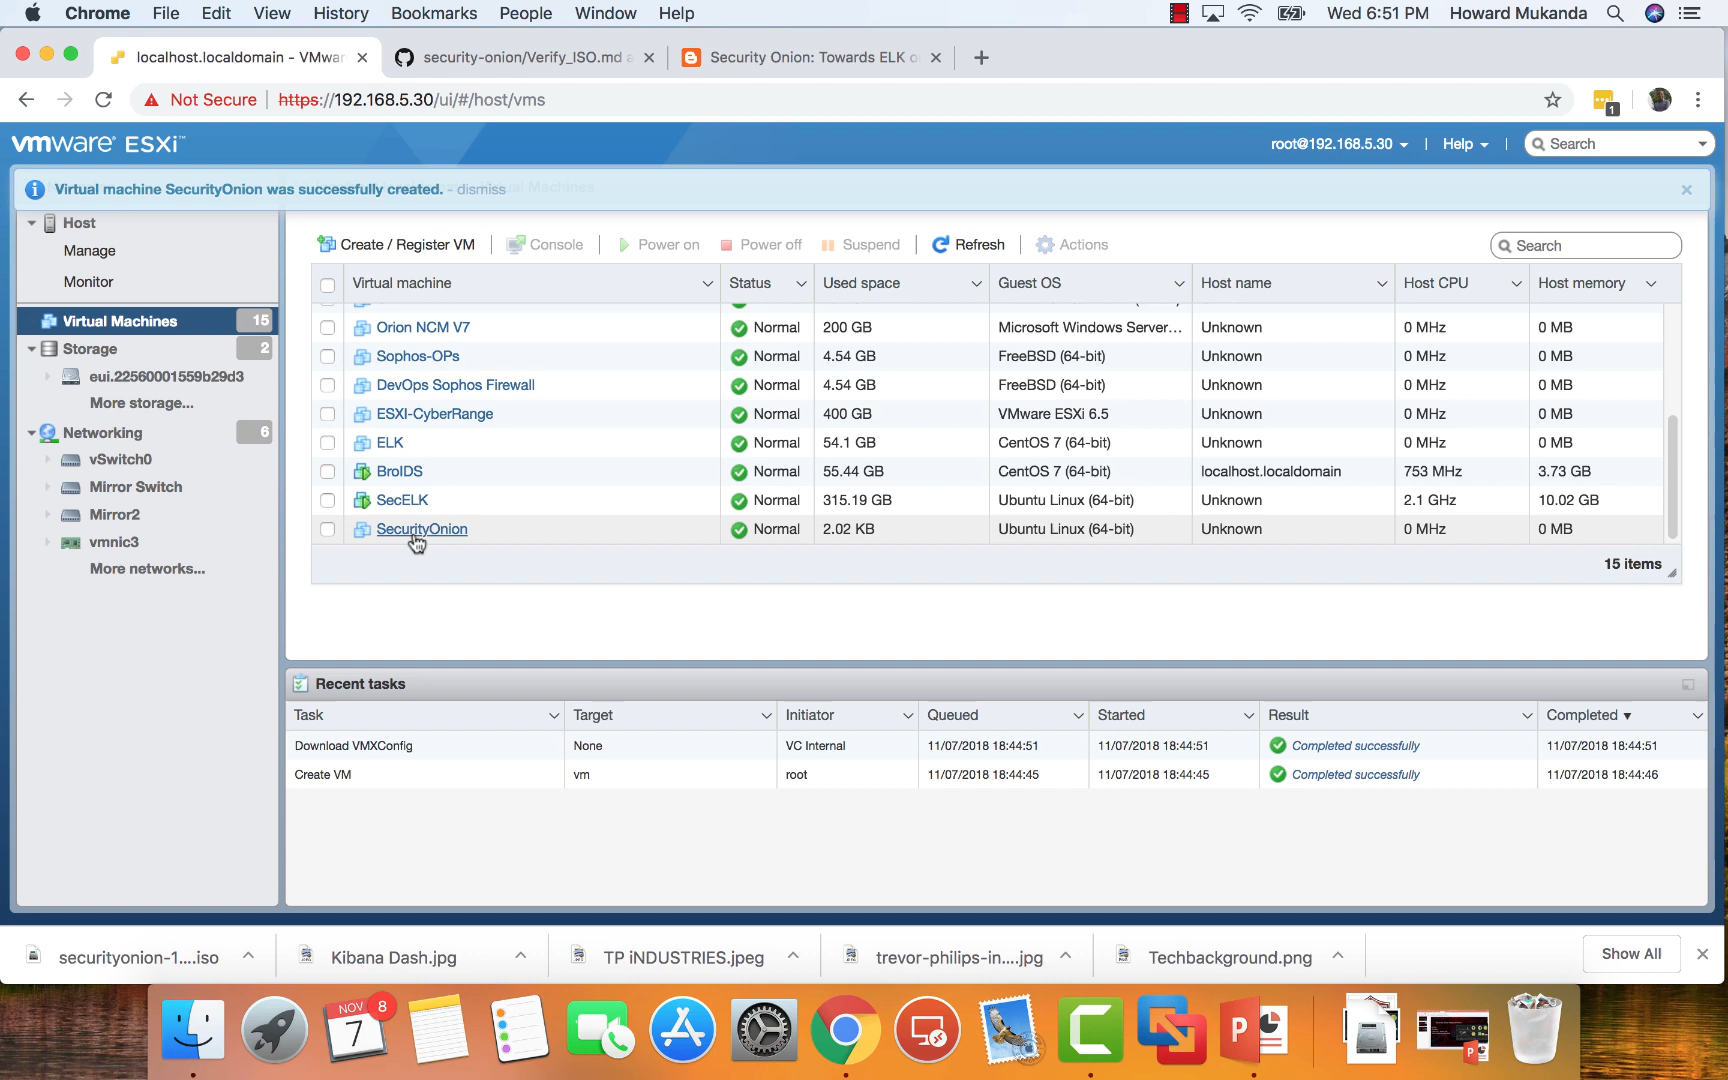 Chrome File Edit View History Bookmarks People Window Help Wed 6:51 PM Howard Mukanda
localhost.localdomain - VMwar security-onion/Verify_ISO.md a Security Onion: Towards ELK o
Not Secure https://192.168.5.30/ui/#/host/vms 1
vmware ESXi™ root@192.168.5.30 | Help | Search
Virtual machine SecurityOnion was successfully created. - dismiss
Host
Manage
Monitor
Virtual Machines 15
Storage 2
eui.22560001559b29d3
More storage...
Networking 6
vSwitch0
Mirror Switch
Mirror2
vmnic3
More networks...
Create / Register VM | Console | Power on Power off Suspend | Refresh | Actions Search
Virtual machine Status Used space Guest OS Host name Host CPU Host memory
Orion NCM V7 Normal 200 GB Microsoft Windows Server... Unknown 0 MHz 0 MB
Sophos-OPs Normal 4.54 GB FreeBSD (64-bit) Unknown 0 MHz 0 MB
DevOps Sophos Firewall Normal 4.54 GB FreeBSD (64-bit) Unknown 0 MHz 0 MB
ESXI-CyberRange Normal 400 GB VMware ESXi 6.5 Unknown 0 MHz 0 MB
ELK Normal 54.1 GB CentOS 7 (64-bit) Unknown 0 MHz 0 MB
BroIDS Normal 55.44 GB CentOS 7 (64-bit) localhost.localdomain 753 MHz 3.73 GB
SecELK Normal 315.19 GB Ubuntu Linux (64-bit) Unknown 2.1 GHz 10.02 GB
SecurityOnion Normal 2.02 KB Ubuntu Linux (64-bit) Unknown 0 MHz 0 MB
15 items
Recent tasks
Task Target Initiator Queued Started Result Completed ▼
Download VMXConfig None VC Internal 11/07/2018 18:44:51 11/07/2018 18:44:51 Completed successfully 11/07/2018 18:44:51
Create VM vm root 11/07/2018 18:44:45 11/07/2018 18:44:45 Completed successfully 11/07/2018 18:44:46
securityonion-1....iso Kibana Dash.jpg TP iNDUSTRIES.jpeg trevor-philips-in....jpg Techbackground.png Show All
NOV 7 8